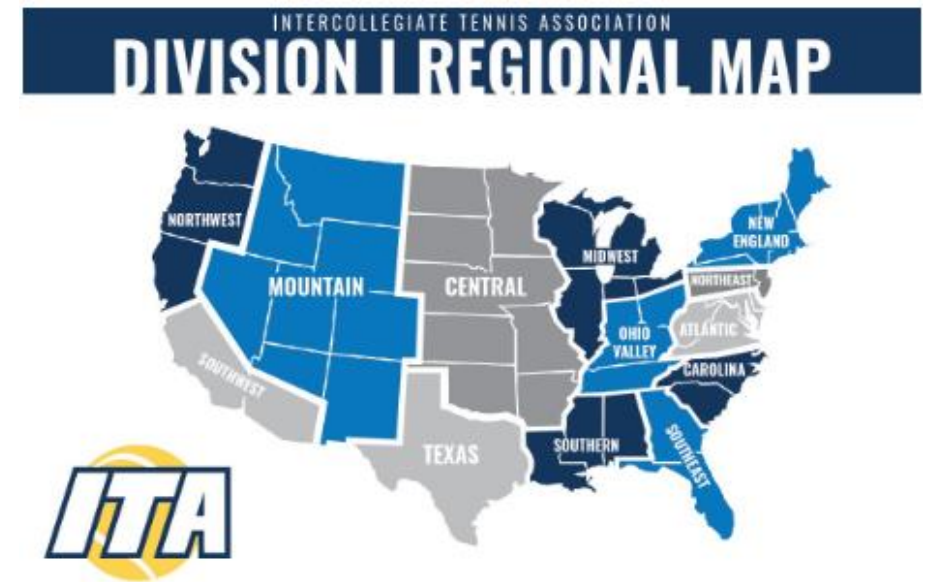 INTERCOLLEGIATE TENNIS ASSOCIATION
DIVISION I REGIONAL MAP
NORTHWEST
MOUNTAIN
CENTRAL
MIDWEST
NEW
ENGLAND
NORTHEAST
OHIO
VALLEY
ATLANTIC
CAROLINA
SOUTHWEST
TEXAS
SOUTHERN
SOUTHEAST
ITA